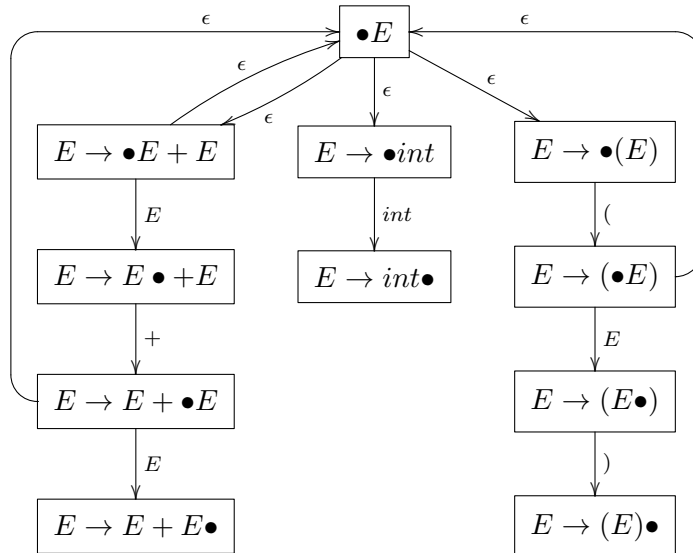 ϵ ϵ
●E
ϵ ϵ ϵ ϵ
E → ●E + E E → ●int E → ●(E)
E int (
E → E ● +E E → int● E → (●E)
+ E
E → E + ●E E → (E●)
E )
E → E + E● E → (E)●